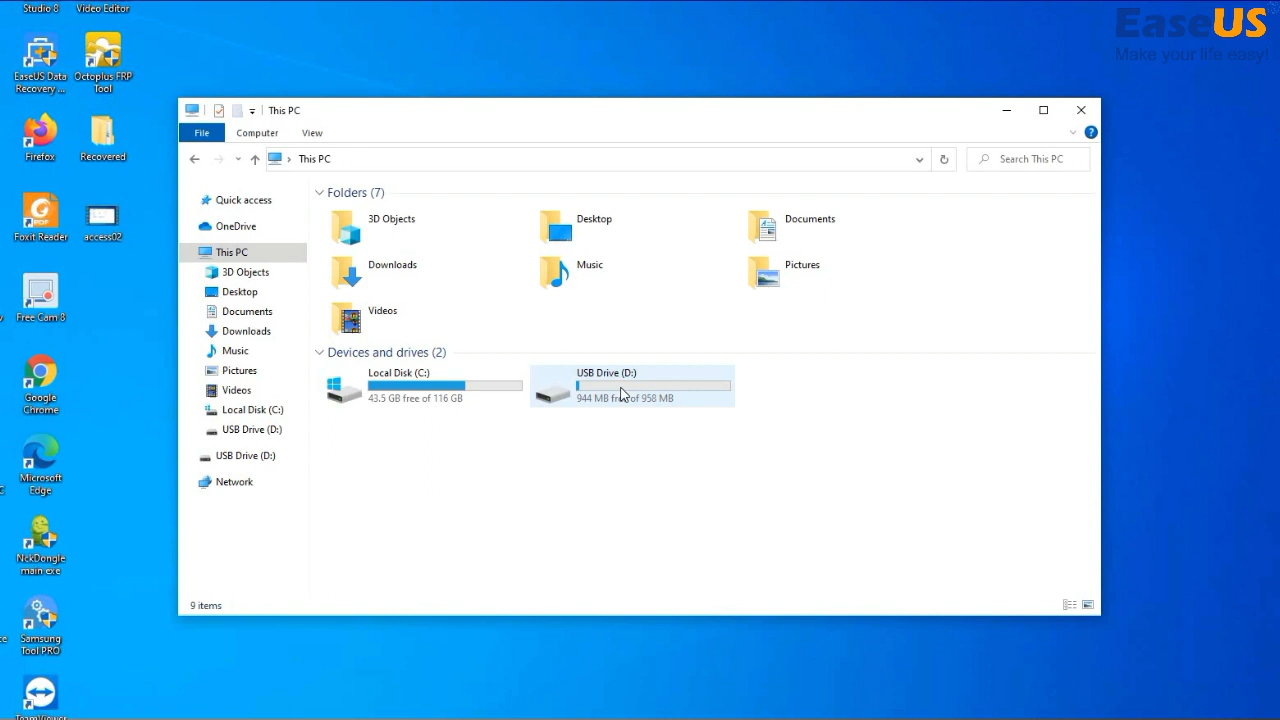 Studio 8
Video Editor
EaseUS
Make your life easy!
EaseUS Data
Recovery ...
Octoplus FRP
Tool
Firefox
Recovered
Foxit Reader
access02
Free Cam 8
Google
Chrome
Microsoft
Edge
NckDongle
main exe
Samsung
Tool PRO
TeamViewer
This PC
File
Computer
View
This PC
Search This PC
Quick access
OneDrive
This PC
3D Objects
Desktop
Documents
Downloads
Music
Pictures
Videos
Local Disk (C:)
USB Drive (D:)
USB Drive (D:)
Network
Folders (7)
3D Objects
Desktop
Documents
Downloads
Music
Pictures
Videos
Devices and drives (2)
Local Disk (C:)
43.5 GB free of 116 GB
USB Drive (D:)
944 MB free of 958 MB
9 items